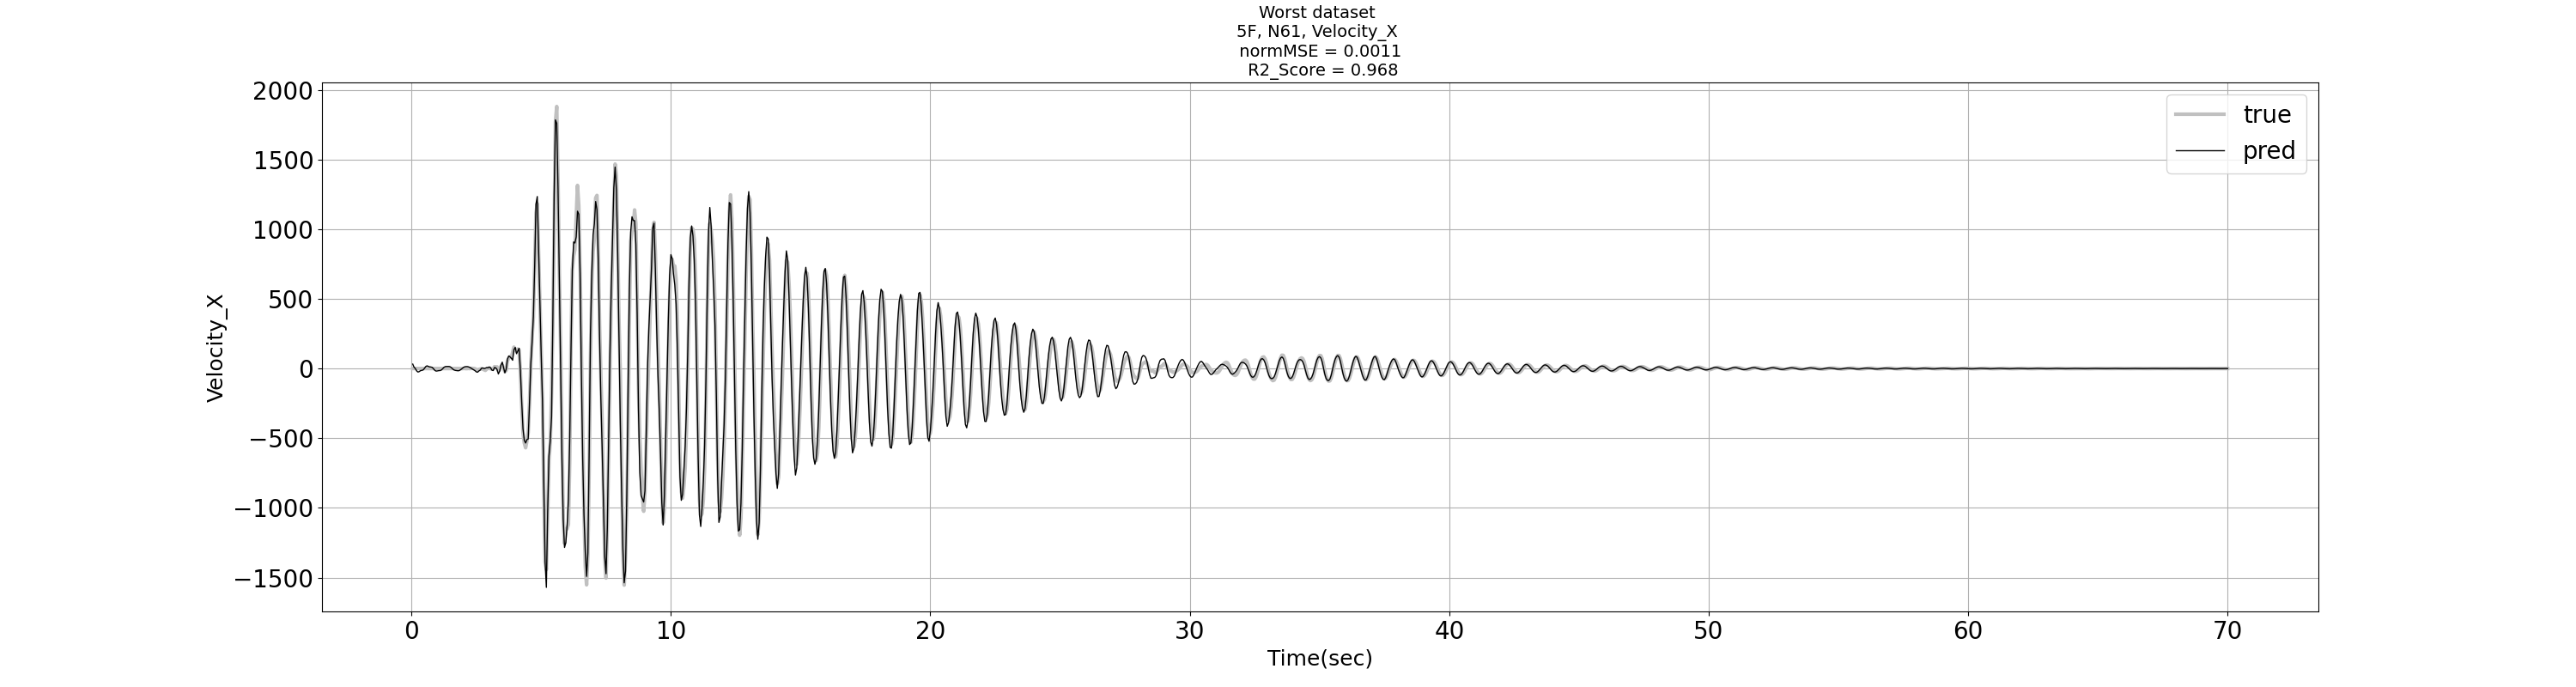 Worst dataset
5F, N61, Velocity_X
normMSE = 0.0011
R2_Score = 0.968
2000
1500
1000
500
0
−500
−1000
−1500
Velocity_X
true
pred
0 10 20 30 40 50 60 70
Time(sec)